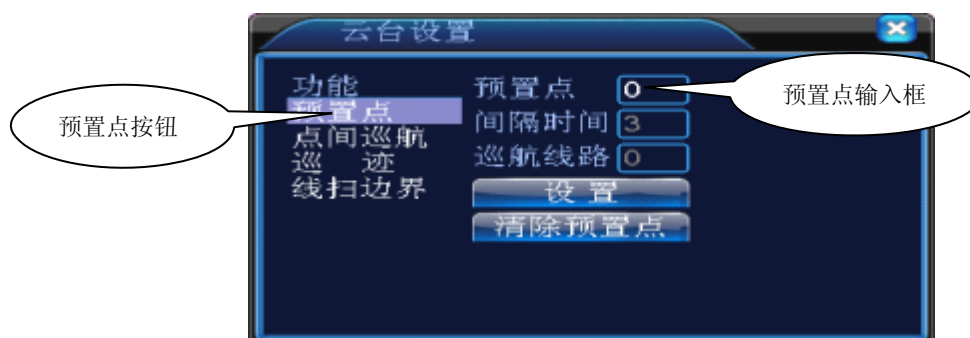 云台设置
功能
预置点
点间巡航
巡 迹
线扫边界
预置点 0
间隔时间 3
巡航线路 0
设 置
清除预置点
预置点按钮
预置点输入框